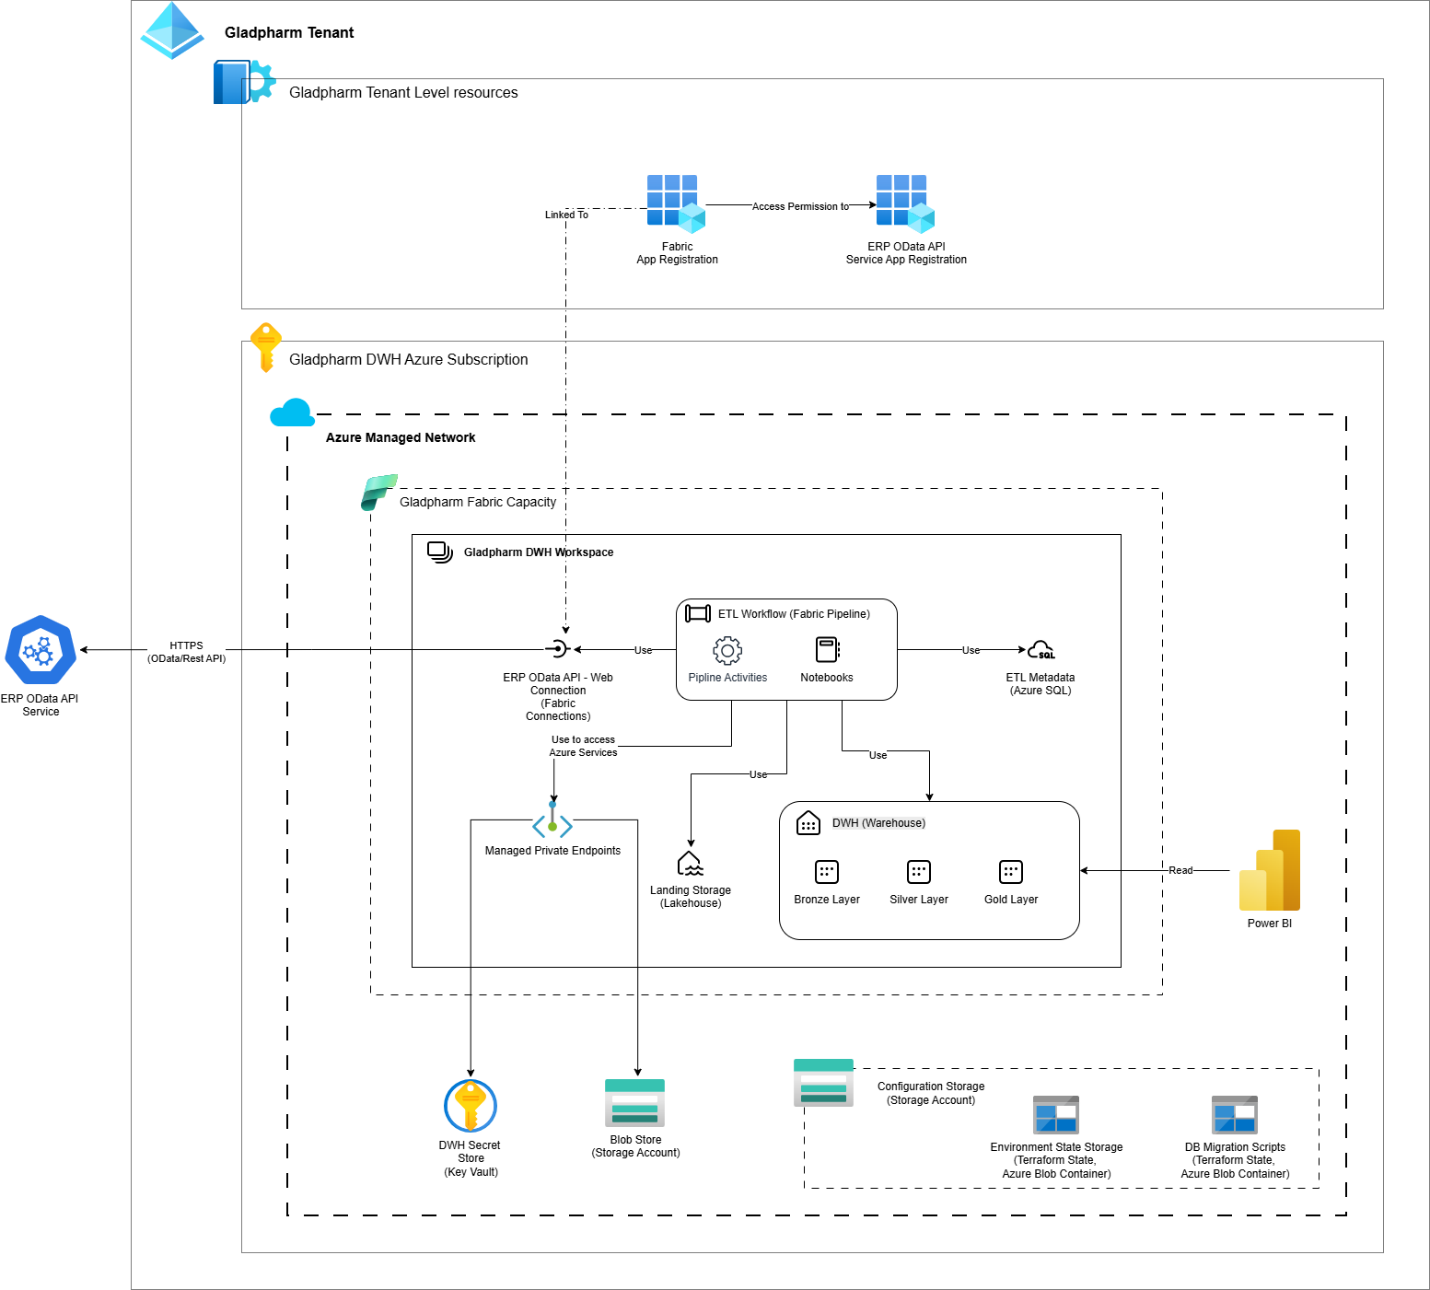 Gladpharm Tenant
Gladpharm Tenant Level resources
Linked To
Access Permission to
Fabric
App Registration
ERP OData API
Service App Registration
Gladpharm DWH Azure Subscription
Azure Managed Network
Gladpharm Fabric Capacity
Gladpharm DWH Workspace
ETL Workflow (Fabric Pipeline)
Pipline Activities
Notebooks
HTTPS
(OData/Rest API)
ERP OData API
Service
Use
Use
ERP OData API - Web
Connection
(Fabric
Connections)
ETL Metadata
(Azure SQL)
SQL
Use to access
Azure Services
Use
Use
Managed Private Endpoints
Landing Storage
(Lakehouse)
DWH (Warehouse)
Bronze Layer
Silver Layer
Gold Layer
Read
Power BI
DWH Secret
Store
(Key Vault)
Blob Store
(Storage Account)
Configuration Storage
(Storage Account)
Environment State Storage
(Terraform State,
Azure Blob Container)
DB Migration Scripts
(Terraform State,
Azure Blob Container)